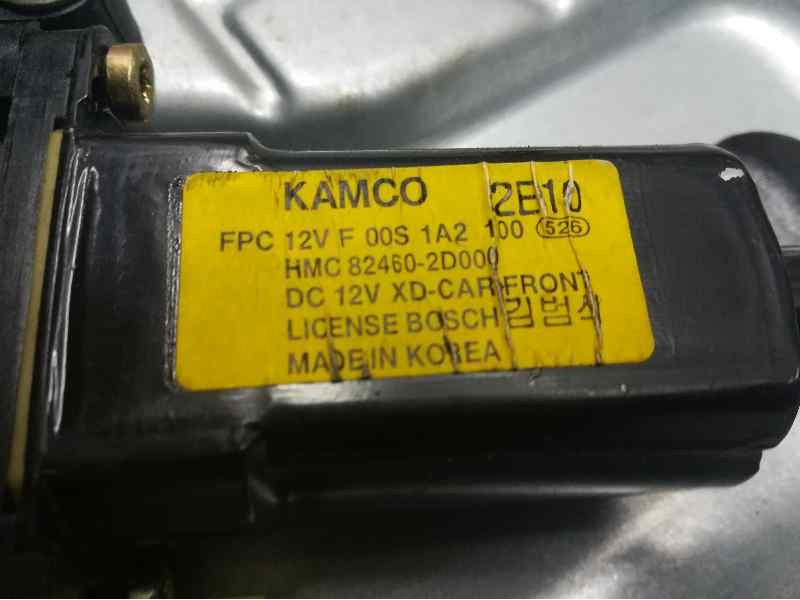 KAMCO 2E10
FPC 12V F 00S 1A2 100 526
HMC 82460-2D000
DC 12V XD-CAR FRONT
LICENSE BOSCH 김범식
MADE IN KOREA